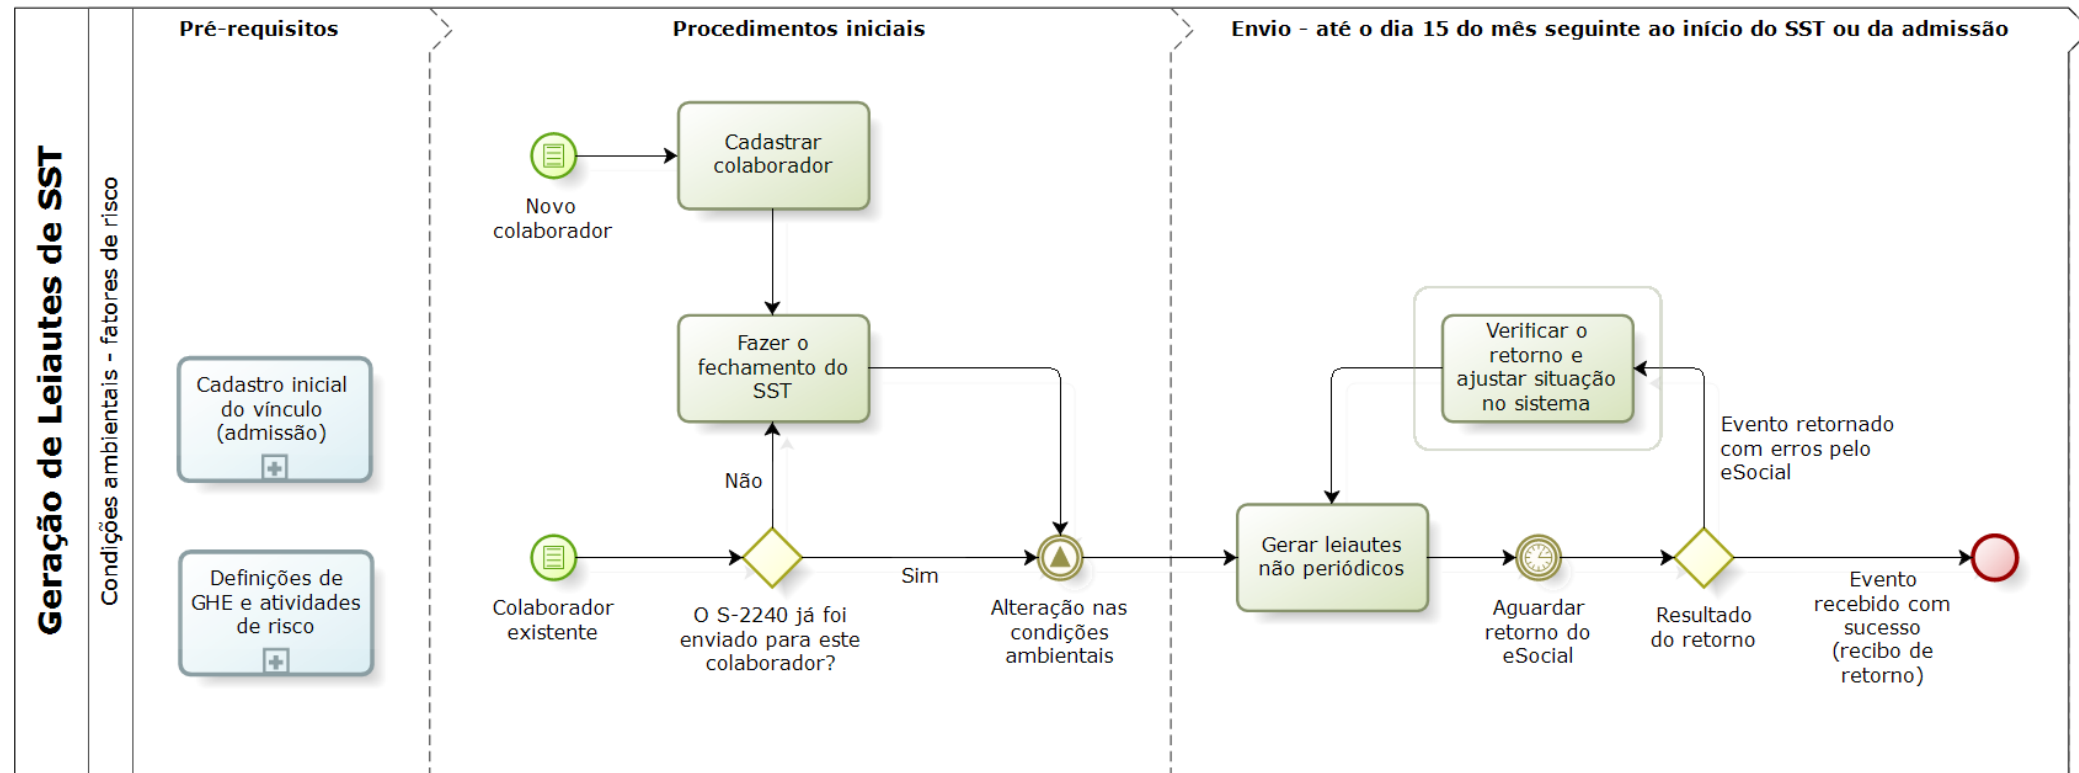 Geração de Leiautes de SST
Condições ambientais - fatores de risco
Pré-requisitos
Procedimentos iniciais
Envio - até o dia 15 do mês seguinte ao início do SST ou da admissão
Cadastro inicial
do vínculo
(admissão)
Definições de
GHE e atividades
de risco
Novo
colaborador
Cadastrar
colaborador
Fazer o
fechamento do
SST
Não
Colaborador
existente
O S-2240 já foi
enviado para este
colaborador?
Sim
Alteração nas
condições
ambientais
Gerar leiautes
não periódicos
Verificar o
retorno e
ajustar situação
no sistema
Aguardar
retorno do
eSocial
Resultado
do retorno
Evento retornado
com erros pelo
eSocial
Evento
recebido com
sucesso
(recibo de
retorno)